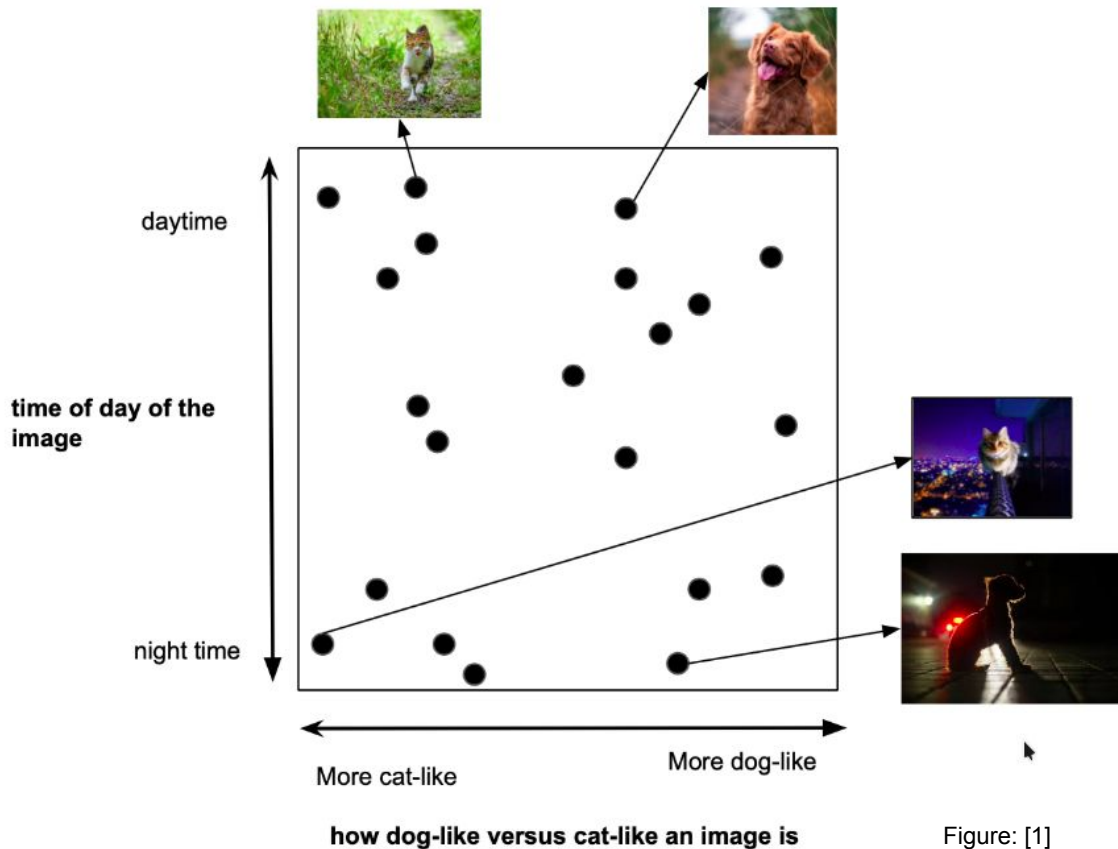 daytime
time of day of the
image
night time
More cat-like
More dog-like
how dog-like versus cat-like an image is
Figure: [1]